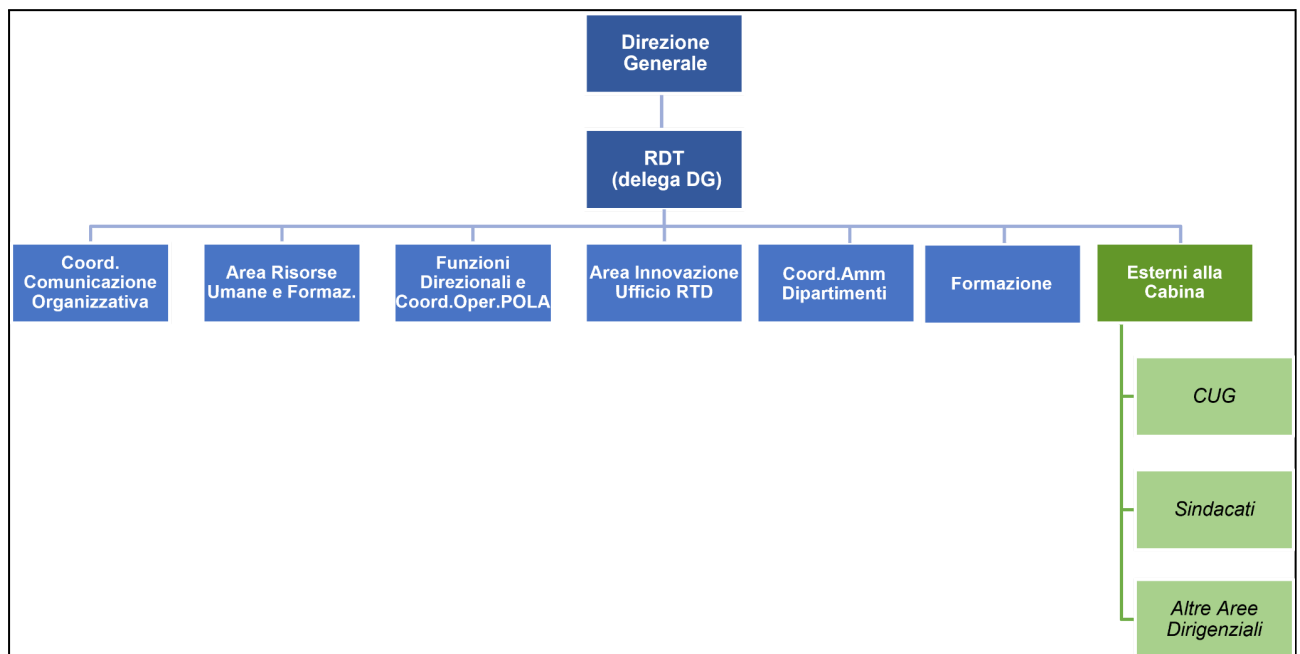 Direzione
Generale
RDT
(delega DG)
Coord.
Comunicazione
Organizzativa
Area Risorse
Umane e Formaz.
Funzioni
Direzionali e
Coord.Oper.POLA
Area Innovazione
Ufficio RTD
Coord.Amm
Dipartimenti
Formazione
Esterni alla
Cabina
CUG
Sindacati
Altre Aree
Dirigenziali